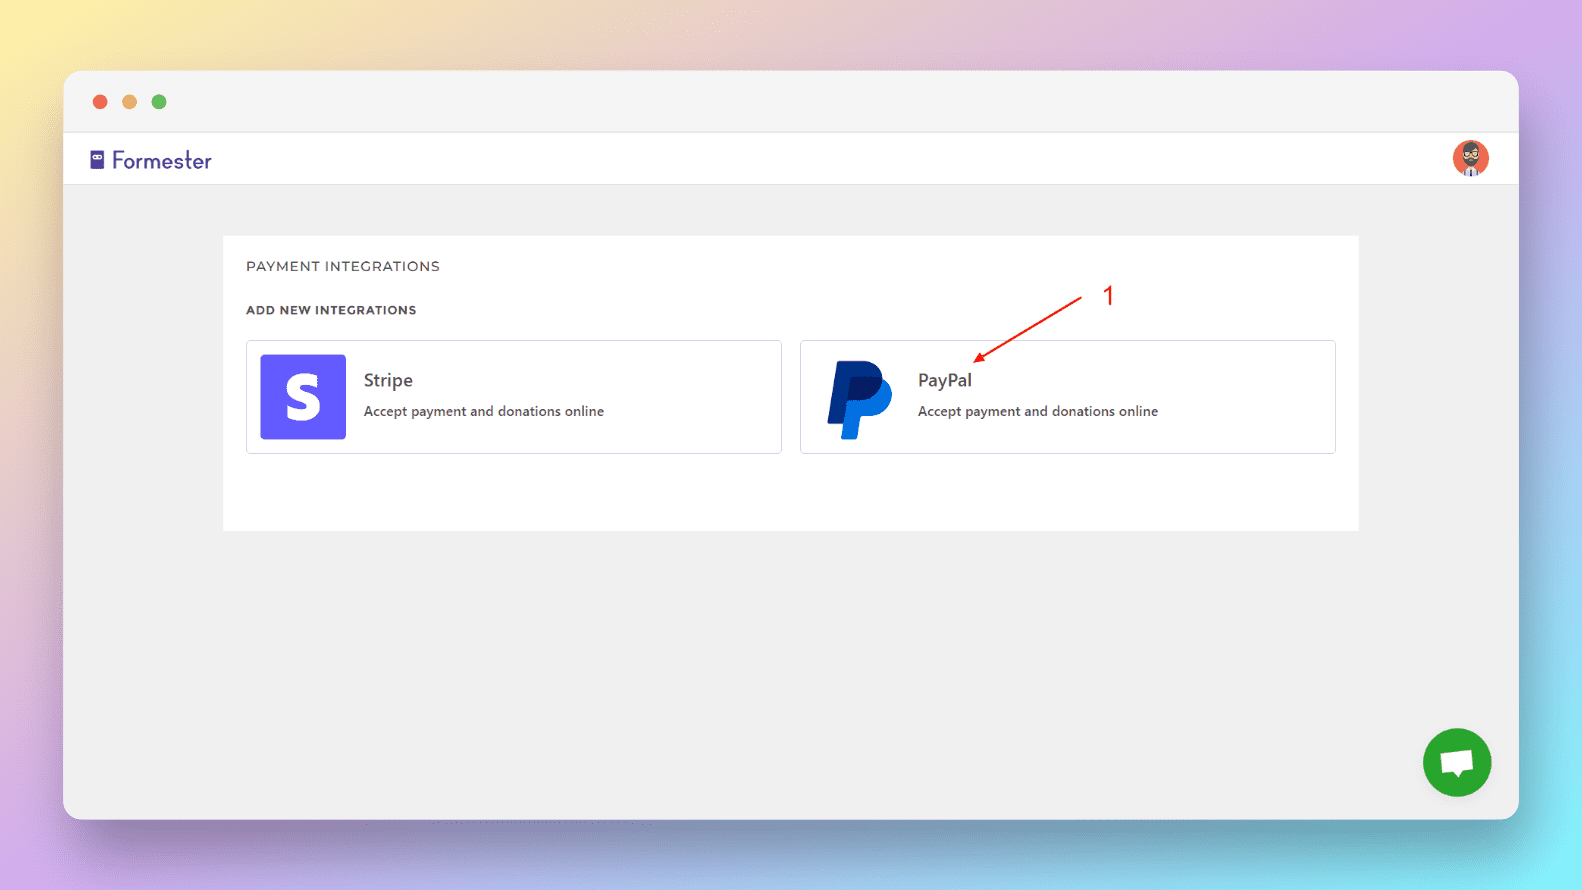 Formester
PAYMENT INTEGRATIONS
1
ADD NEW INTEGRATIONS
Stripe
Accept payment and donations online
PayPal
Accept payment and donations online